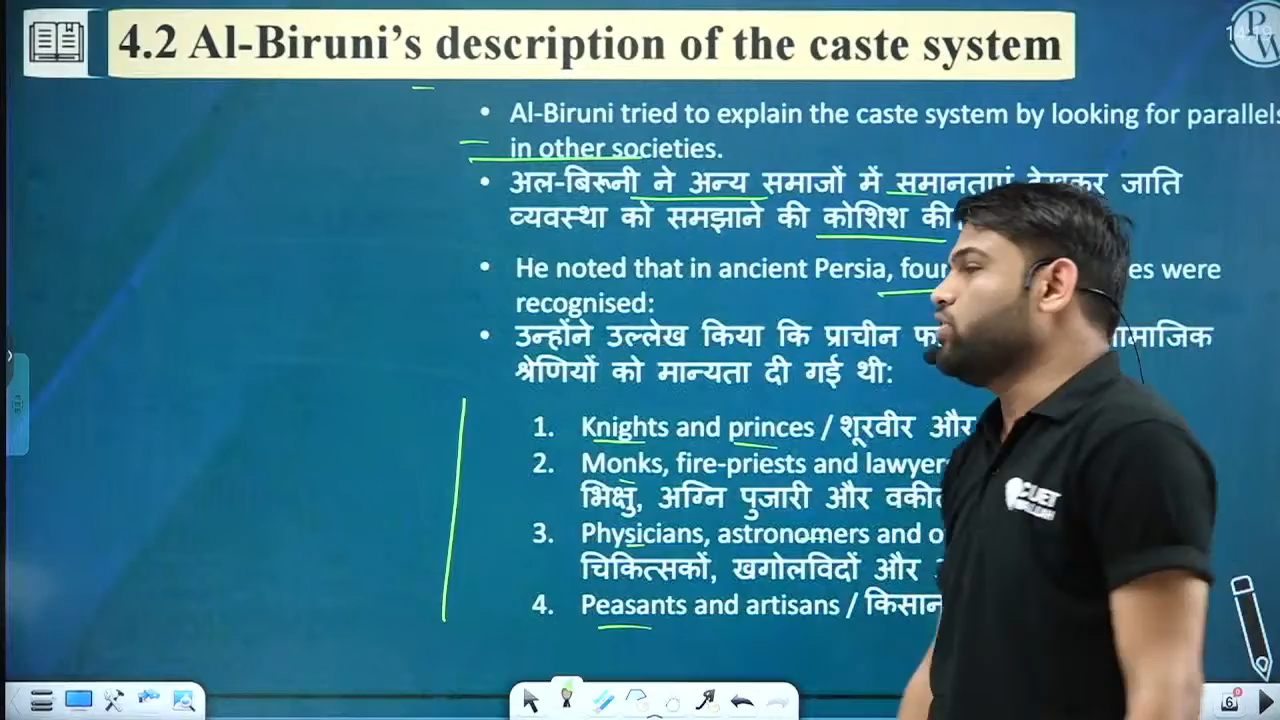 4.2 Al-Biruni's description of the caste system
• Al-Biruni tried to explain the caste system by looking for parallels
in other societies.
• अल-बिरूनी ने अन्य समाजों में समानताएं देखकर जाति
व्यवस्था को समझाने की कोशिश की
• He noted that in ancient Persia, were
recognised:
• उन्होंने उल्लेख किया कि प्राचीन
श्रेणियों को मान्यता दी गई थी:
1. Knights and princes / शूरवीर और
2. Monks, fire-priests and
भिक्षु, अग्नि पुजारी और
3. Physicians, astronomers and
चिकित्सकों, खगोलविदों और
4. Peasants and artisans /